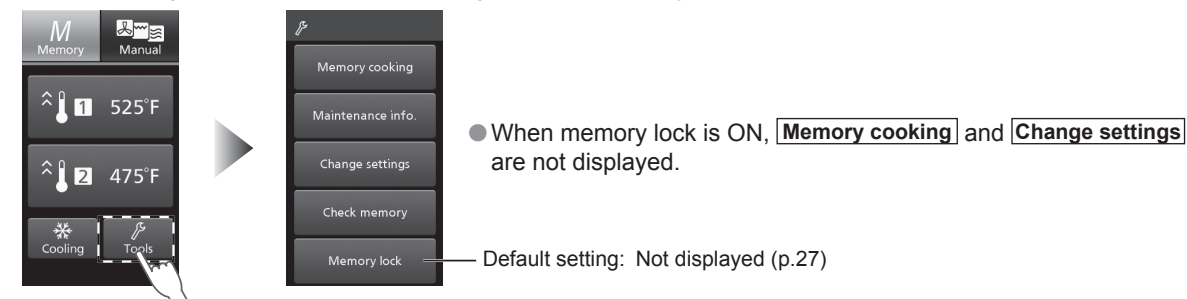 M
Memory
Manual
1 525°F
2 475°F
Cooling
Tools
Memory cooking
Maintenance info.
Change settings
Check memory
Memory lock
● When memory lock is ON, Memory cooking and Change settings
are not displayed.
Default setting: Not displayed (p.27)